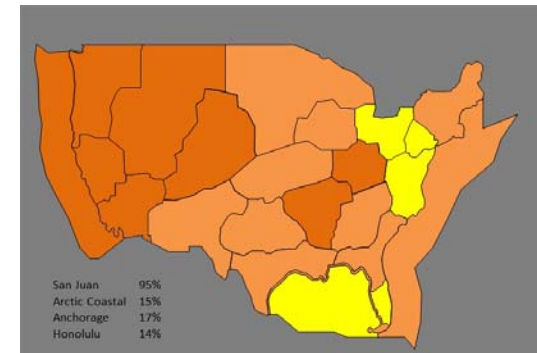 San Juan 95%
Arctic Coastal 15%
Anchorage 17%
Honolulu 14%